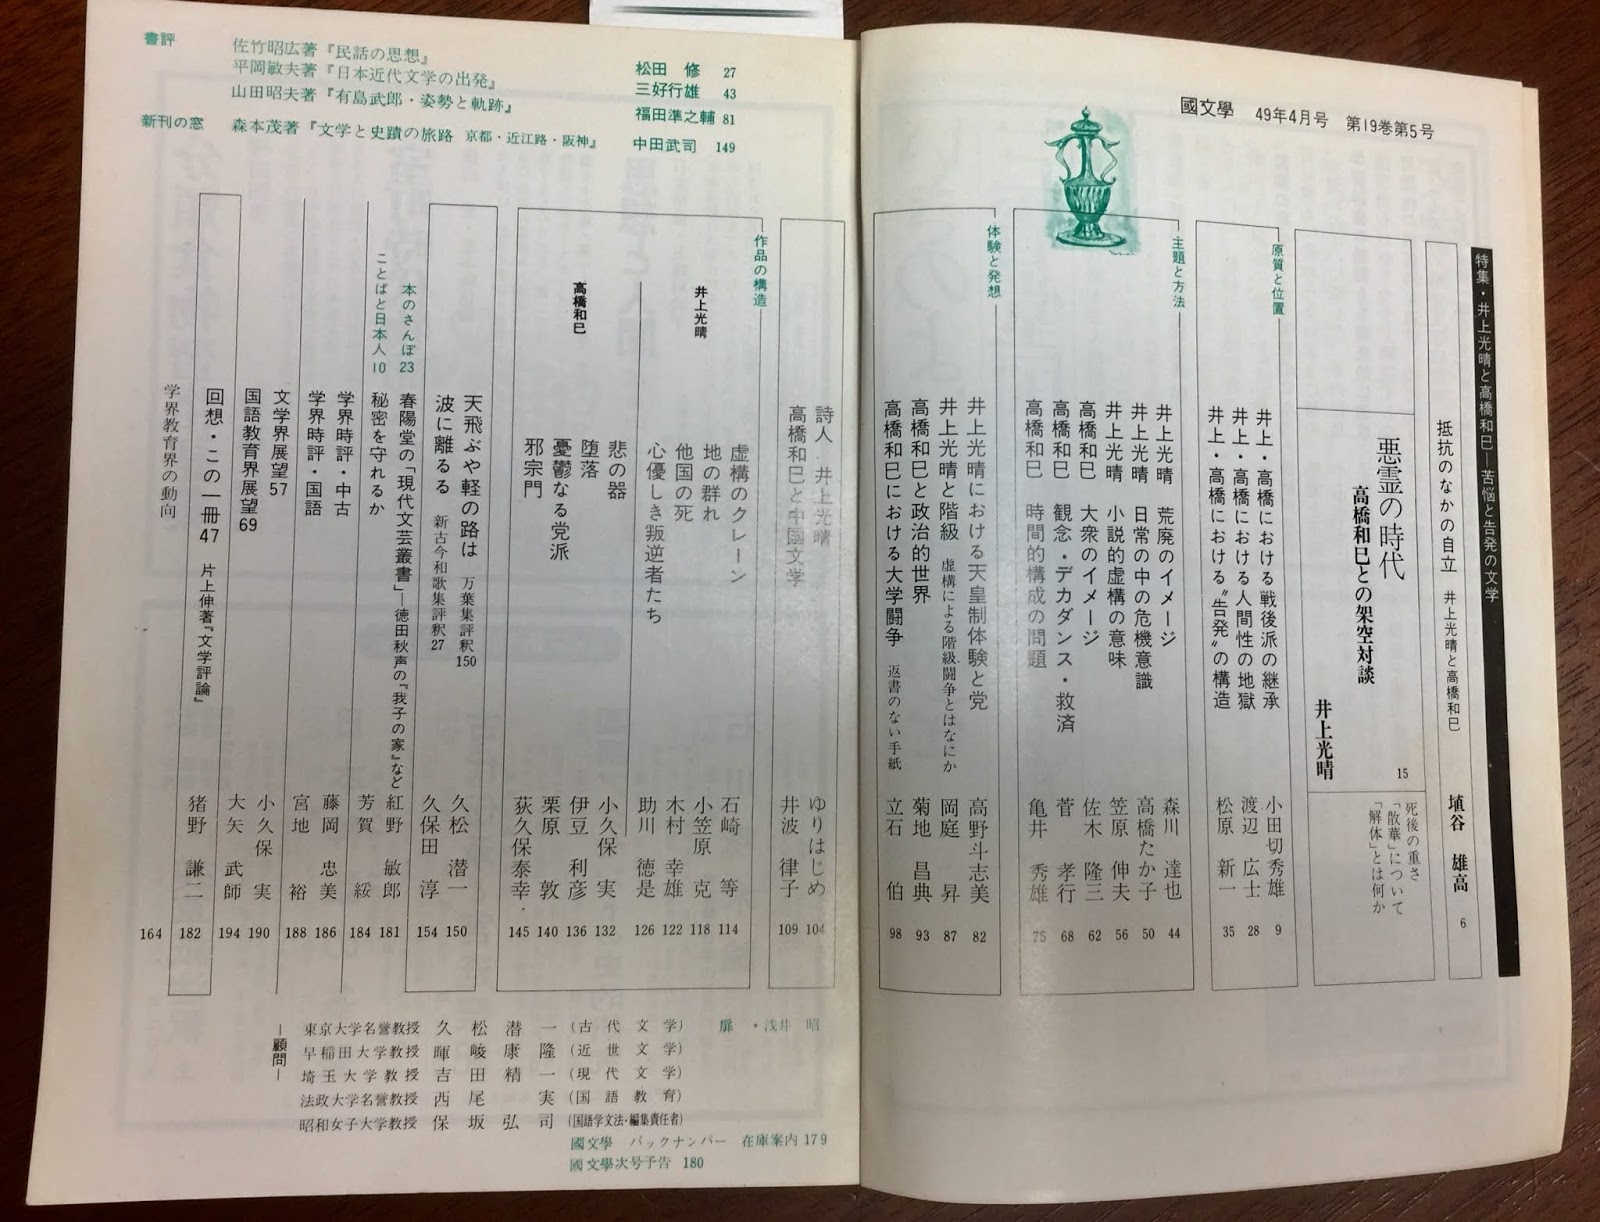 國文學 49年4月号 第19巻第5号
特集・井上光晴と高橋和巳―苦悩と告発の文学
抵抗のなかの自立 井上光晴と高橋和巳 埴谷 雄高 6
悪霊の時代
高橋和巳との架空対談 井上光晴 15
死後の重さ
「散華」について
「解体」とは何か
原質と位置
井上・高橋における戦後派の継承 小田切秀雄 9
井上・高橋における人間性の地獄 渡辺 広士 28
井上・高橋における“告発”の構造 松原 新一 35
主題と方法
井上光晴 荒廃のイメージ 森川 達也 44
井上光晴 日常の中の危機意識 高橋たか子 50
井上光晴 小説的虚構の意味 笠原 伸夫 56
高橋和巳 大衆のイメージ 佐木 隆三 62
高橋和巳 観念・デカダンス・救済 菅 孝行 68
高橋和巳 時間的構成の問題 亀井 秀雄 75
体験と発想
井上光晴における天皇制体験と党 高野斗志美 82
井上光晴と階級 虚構による階級闘争とはなにか 岡庭 昇 87
高橋和巳と政治的世界 菊地 昌典 93
高橋和巳における大学闘争 返書のない手紙 立石 伯 98
詩人 井上光晴 ゆりはじめ 104
高橋和巳と中国文学 井波 律子 109
作品の構造
井上光晴
虚構のクレーン 石崎 等 114
地の群れ 小笠原 克 118
他国の死 木村 幸雄 122
心優しき叛逆者たち 助川 徳是 126
高橋和巳
悲の器 小久保 実 132
堕落 伊豆 利彦 136
憂鬱なる党派 栗原 敦 140
邪宗門 荻久保泰幸 145
天飛ぶや軽の路は 万葉集評釈150 久松 潜一 150
波に離るる 新古今和歌集評釈27 久保田 淳 154
本のさんぽ23 春陽堂の「現代文芸叢書」―徳田秋声の『我子の家』など 紅野 敏郎 181
ことばと日本人10 秘密を守れるか 芳賀 綏 184
学界時評・中古 藤岡 忠美 186
学界時評・国語 宮地 裕 188
文学界展望57 小久保 実 190
国語教育界展望69 大矢 武師 194
回想・この一冊47 片上伸著『文学評論』 猪野 謙二 182
学界教育界の動向 164
書評 佐竹昭広著『民話の思想』 松田 修 27
平岡敏夫著『日本近代文学の出発』 三好行雄 43
山田昭夫著『有島武郎・姿勢と軌跡』 福田準之輔 81
新刊の窓 森本茂著『文学と史蹟の旅路 京都・近江路・阪神』 中田武司 149
扉・浅井 昭
―顧問―
東京大学名誉教授 久松潜一 (古代文学)
早稲田大学教授 暉峻康隆 (近世文学)
埼玉大学教授 吉田精一 (現代文学)
法政大学名誉教授 西尾 実 (国語教育)
昭和女子大学教授 保坂弘司 (国語学文法・編集責任者)
國文學 バックナンバー 在庫案内 179
國文學次号予告 180